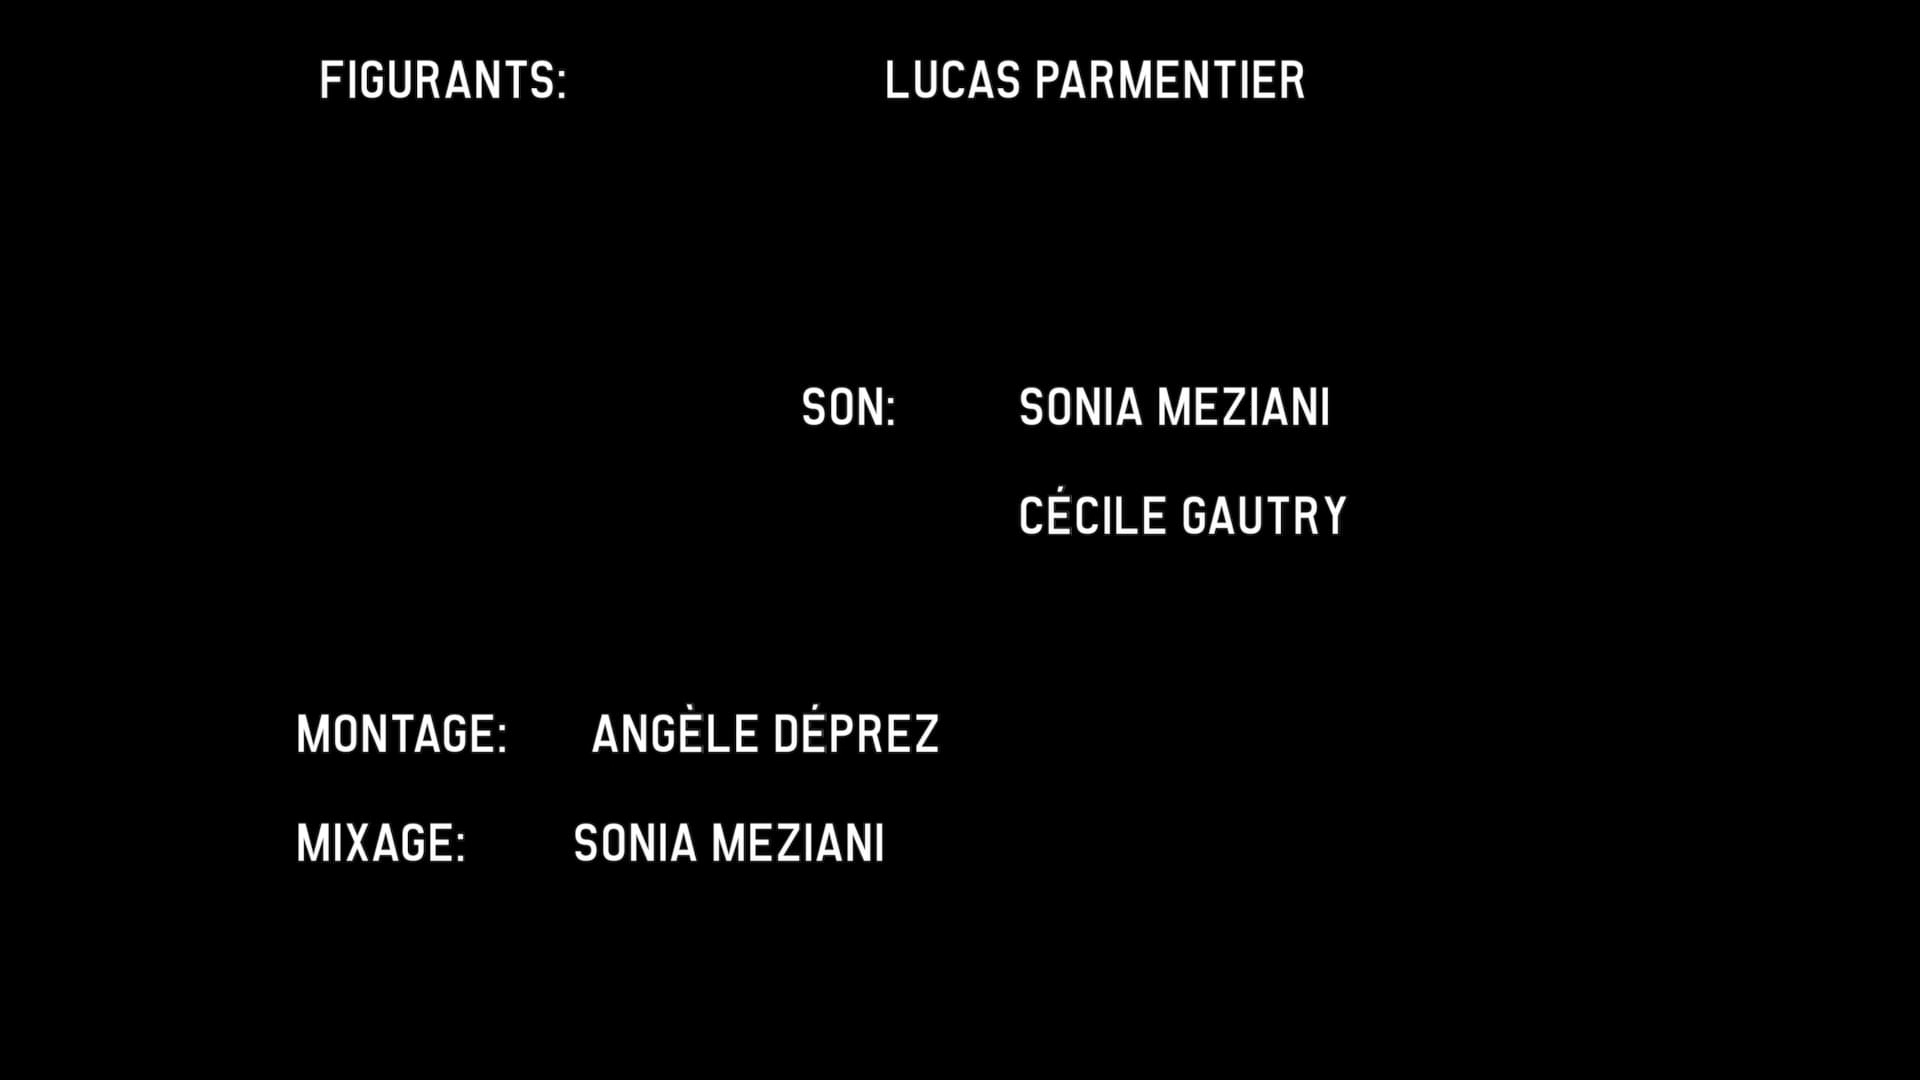 FIGURANTS: LUCAS PARMENTIER
SON: SONIA MEZIANI
CÉCILE GAUTRY
MONTAGE: ANGÈLE DÉPREZ
MIXAGE: SONIA MEZIANI